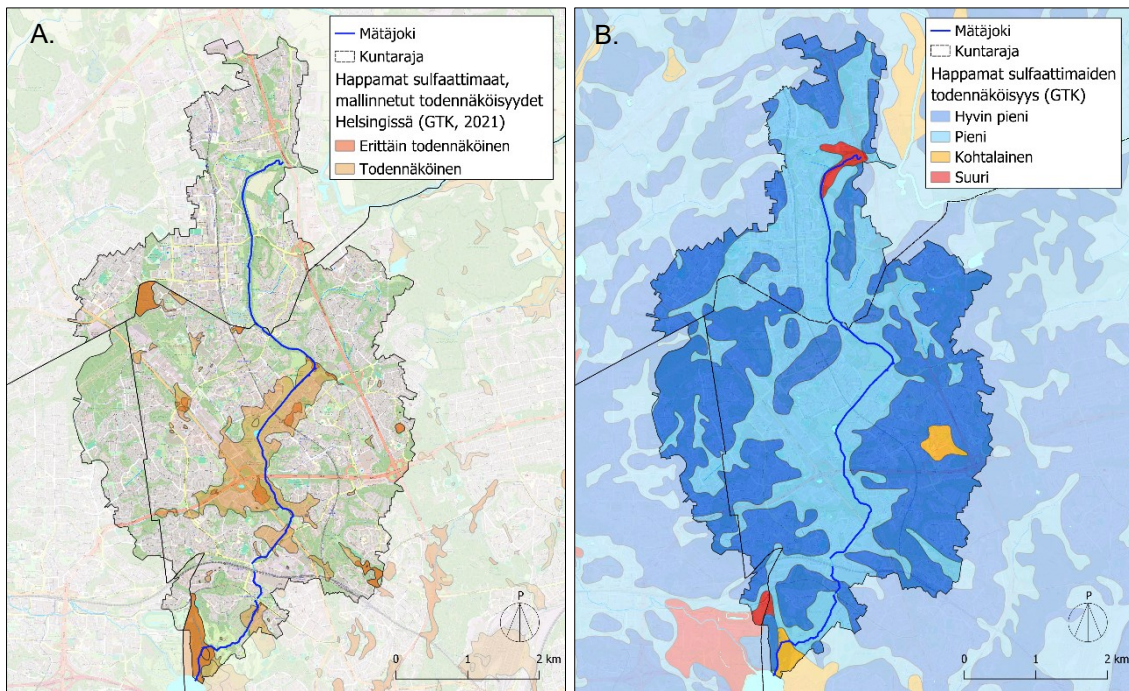 A.
Mätäjoki
Kuntaraja
Happamat sulfaattimaat,
mallinnetut todennäköisyydet
Helsingissä (GTK, 2021)
Erittäin todennäköinen
Todennäköinen
P
0 1 2 km
B.
Mätäjoki
Kuntaraja
Happamat sulfaattimaiden
todennäköisyys (GTK)
Hyvin pieni
Pieni
Kohtalainen
Suuri
P
0 1 2 km